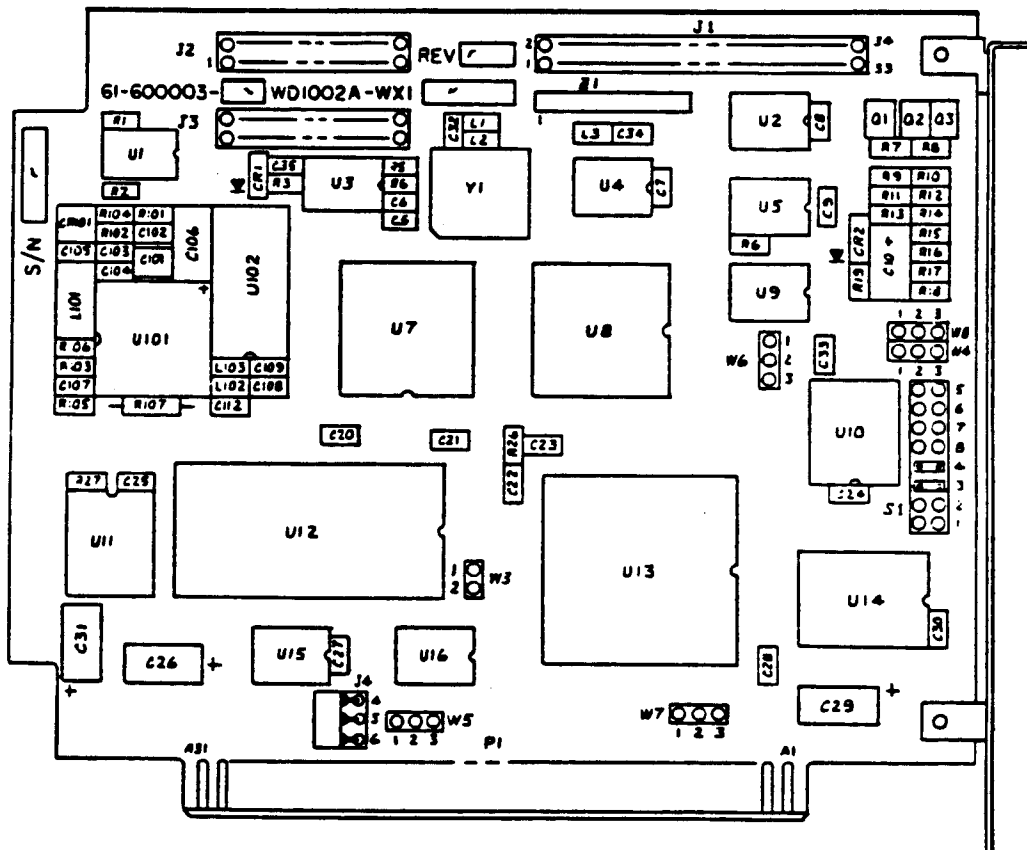 J2
1
REV
J1
2
1
34
33
61-600003-
WD1002A-WX1
Z1
1
R1
J3
U1
R2
C32
L1
L2
L3
C34
U2
C8
Q1
Q2
Q3
R7
R8
CR1
C35
R3
U3
R6
C6
Y1
U4
C7
U5
C9
R6
R9
R10
R11
R12
R13
R14
R15
R16
R17
R18
CR2
R19
C104
+
S/N
CR101
R104
R101
R102
C102
C105
C103
C101
C104
C106
+
U102
L101
U101
R106
R103
C107
R105
R107
L103
C109
L102
C108
C112
U7
U8
U9
W6
1
2
3
C33
1 2 3
W8
W4
1 2 3
5
6
7
8
4
3
2
1
S1
U10
C24
C20
C21
R26
C23
C22
R27
C25
U11
U12
1
2
W3
U13
U14
C30
C31
+
C26
+
U15
C27
U16
C28
C29
+
J4
4
5
6
W5
1 2 3
W7
1 2 3
P1
A31
A1